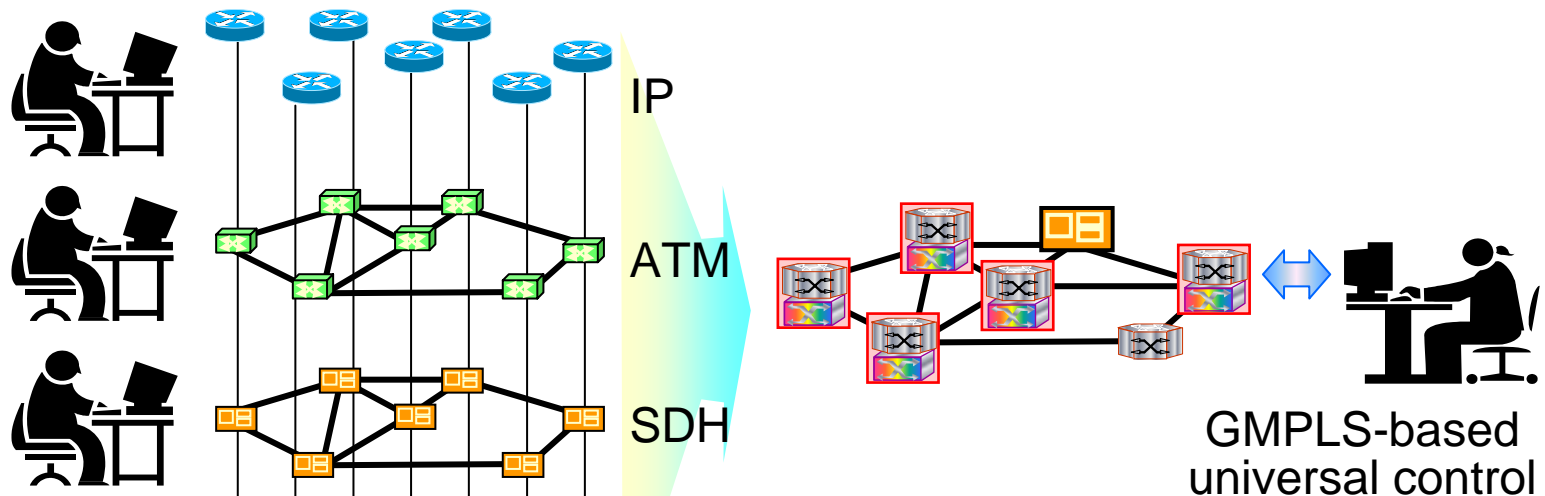 IP
ATM
SDH
GMPLS-based
universal control